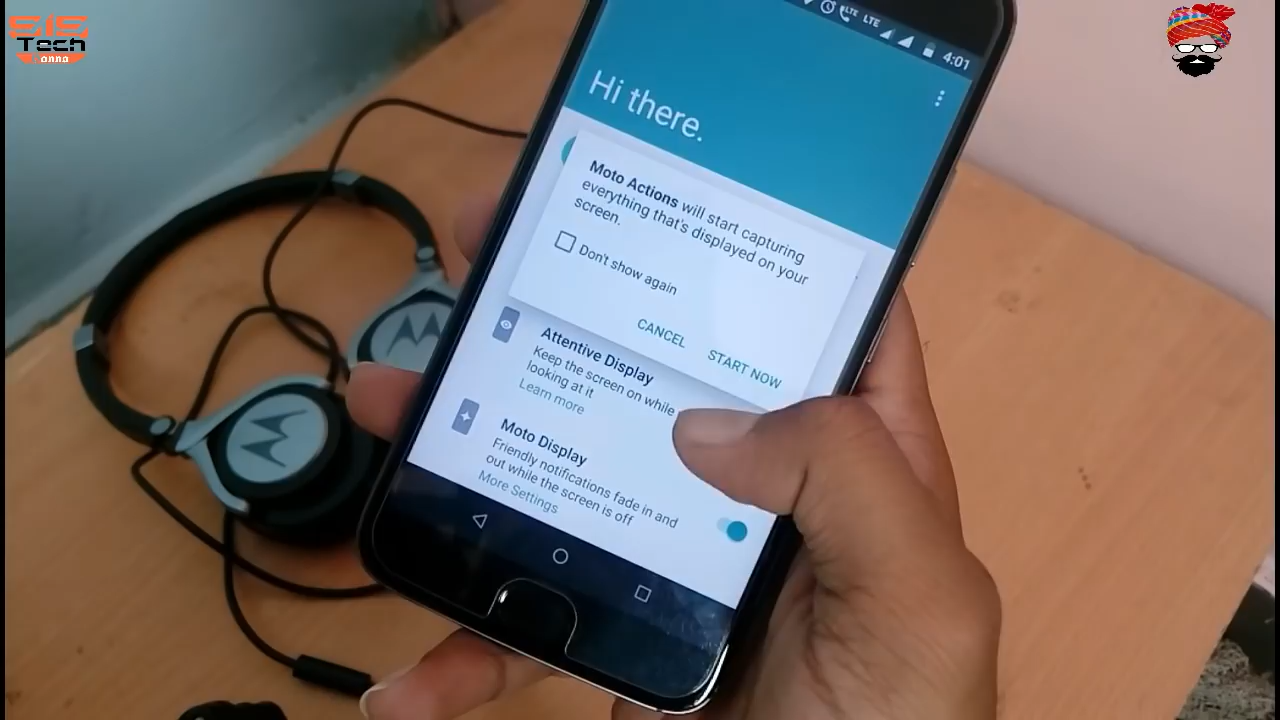 Tech
LTE
LTE
4:01
Hi there.
Moto Actions will start capturing
everything that's displayed on your
screen.
Don't show again
CANCEL
START NOW
Attentive Display
Keep the screen on while
looking at it
Learn more
Moto Display
Friendly notifications fade in and
out while the screen is off
More Settings